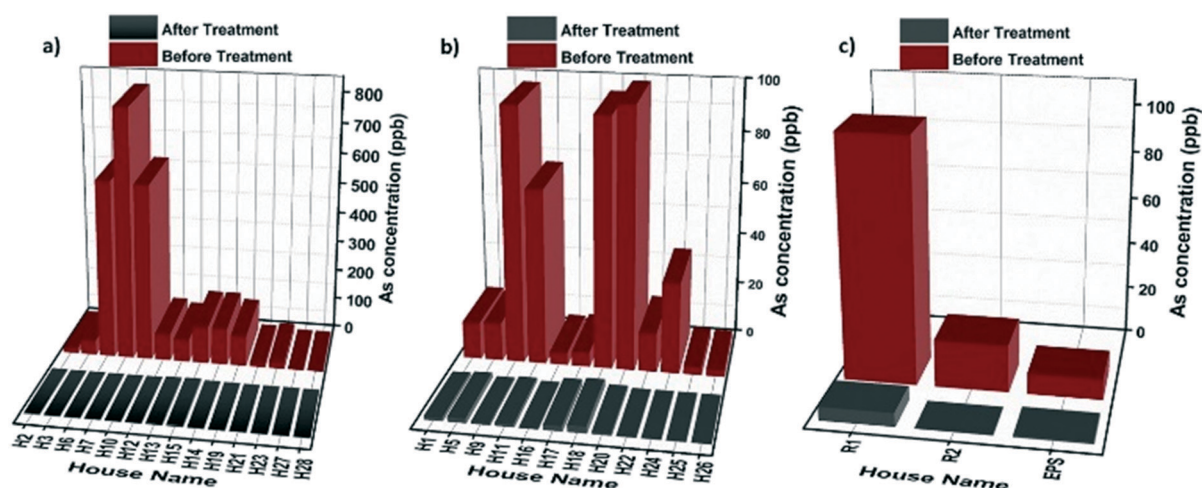 a)
After Treatment
Before Treatment
800
700
600
500
400
300
200
100
0
As concentration (ppb)
H2
H3
H6
H7
H10
H12
H13
H15
H14
H19
H21
H23
H27
H28
House Name
b)
After Treatment
Before Treatment
100
80
60
40
20
0
As concentration (ppb)
H1
H5
H9
H11
H16
H17
H18
H20
H22
H24
H25
H26
House Name
c)
After Treatment
Before Treatment
100
80
60
40
20
0
As concentration (ppb)
R1
R2
EPS
House Name